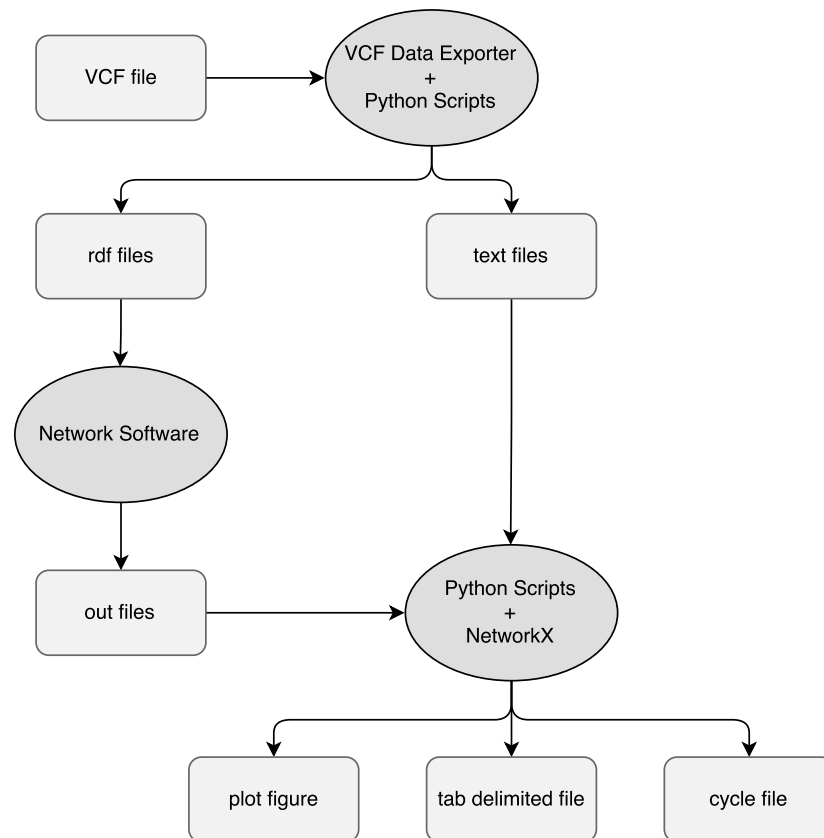 VCF file
VCF Data Exporter
+
Python Scripts
rdf files
text files
Network Software
out files
Python Scripts
+
NetworkX
plot figure
tab delimited file
cycle file